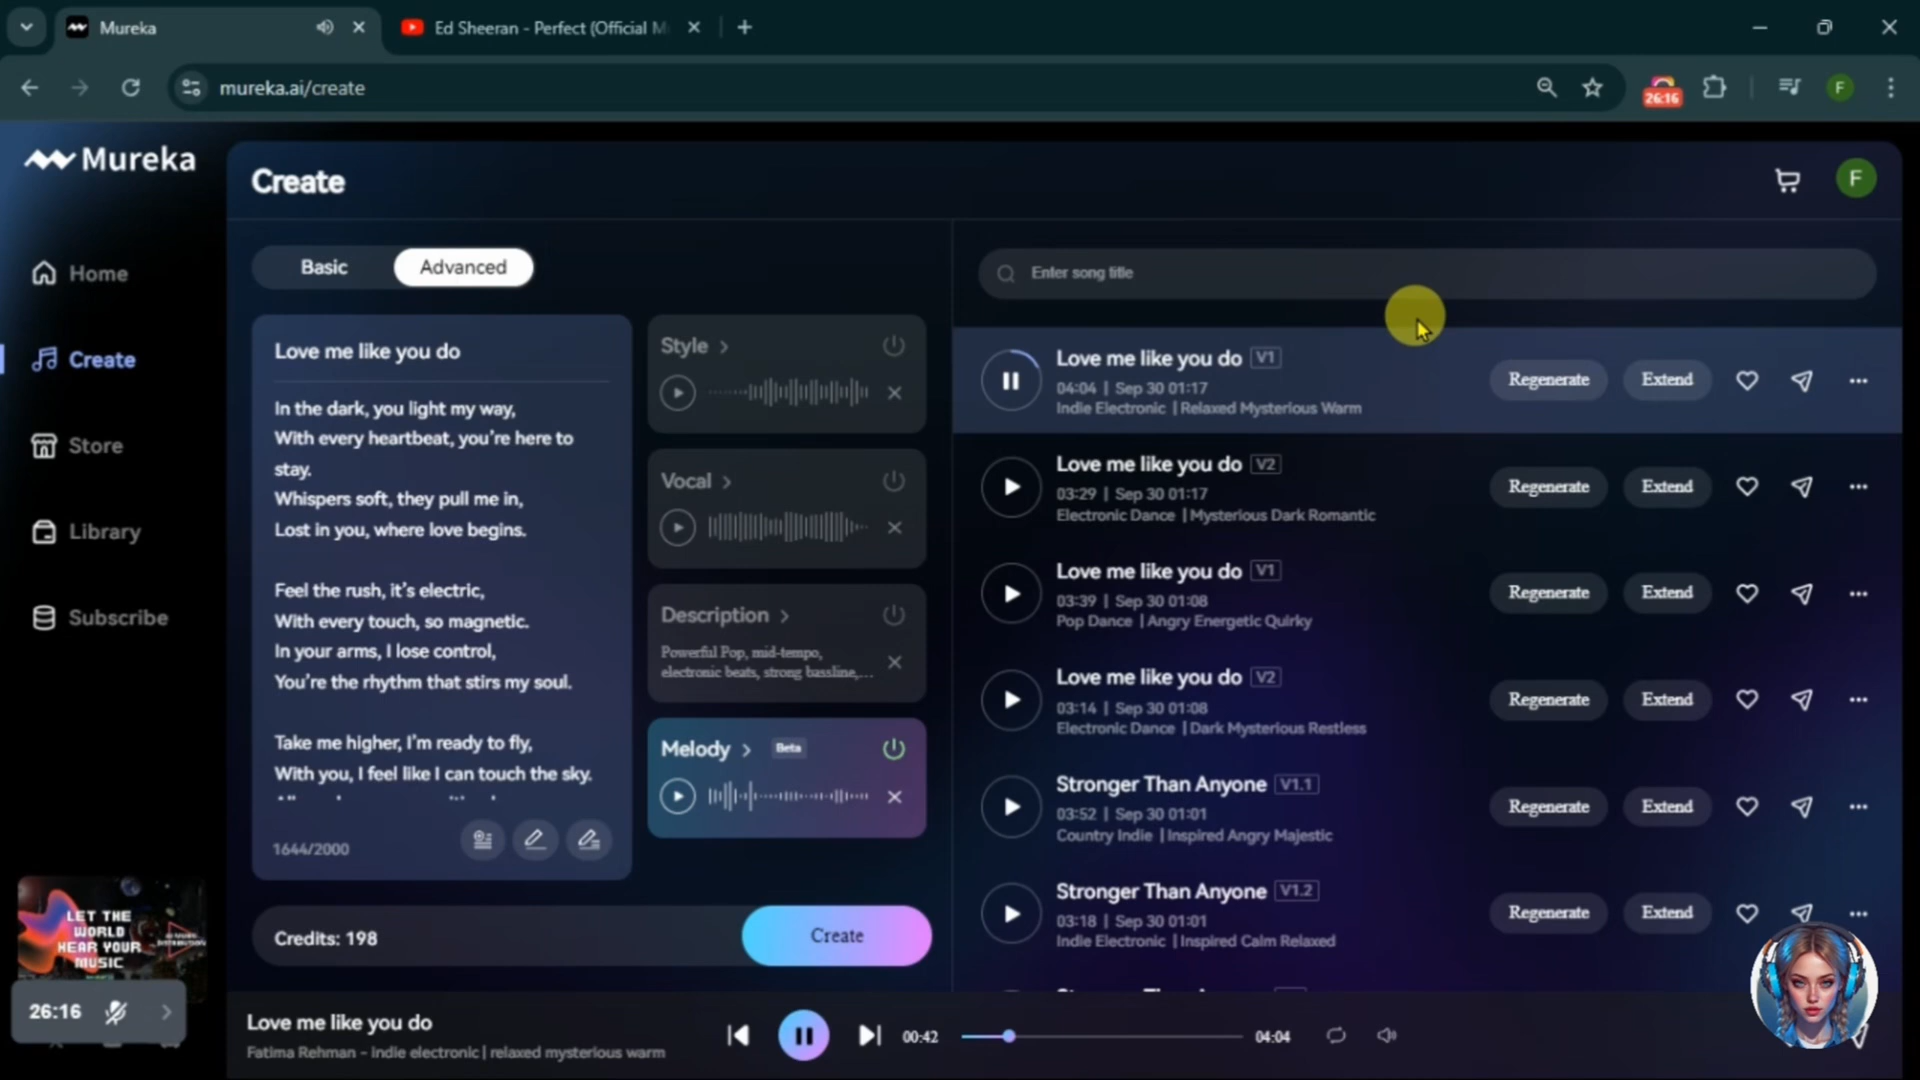 Mureka
Ed Sheeran - Perfect (Official M
mureka.ai/create
26:16
F
Mureka
Create
F
Home
Create
Store
Library
Subscribe
Basic
Advanced
Enter song title
Love me like you do
In the dark, you light my way,
With every heartbeat, you're here to
stay.
Whispers soft, they pull me in,
Lost in you, where love begins.
Feel the rush, it's electric,
With every touch, so magnetic.
In your arms, I lose control,
You're the rhythm that stirs my soul.
Take me higher, I'm ready to fly,
With you, I feel like I can touch the sky.
1644/2000
Style
Vocal
Description
Powerful Pop, mid-tempo,
electronic beats, strong bassline,...
Melody Beta
Credits: 198
Create
Love me like you do V1
04:04 | Sep 30 01:17
Indie Electronic | Relaxed Mysterious Warm
Regenerate
Extend
Love me like you do V2
03:29 | Sep 30 01:17
Electronic Dance | Mysterious Dark Romantic
Regenerate
Extend
Love me like you do V1
03:39 | Sep 30 01:08
Pop Dance | Angry Energetic Quirky
Regenerate
Extend
Love me like you do V2
03:14 | Sep 30 01:08
Electronic Dance | Dark Mysterious Restless
Regenerate
Extend
Stronger Than Anyone V1.1
03:52 | Sep 30 01:01
Country Indie | Inspired Angry Majestic
Regenerate
Extend
Stronger Than Anyone V1.2
03:18 | Sep 30 01:01
Indie Electronic | Inspired Calm Relaxed
Regenerate
Extend
LET THE
WORLD
HEAR YOUR
MUSIC
26:16
Love me like you do
Fatima Rehman - Indie electronic | relaxed mysterious warm
00:42
04:04